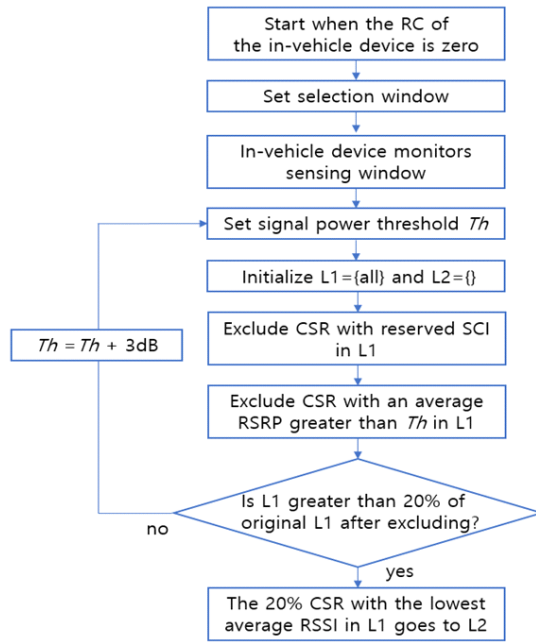 Start when the RC of
the in-vehicle device is zero
Set selection window
In-vehicle device monitors
sensing window
Set signal power threshold Th
Initialize L1={all} and L2={}
Th = Th + 3dB
Exclude CSR with reserved SCI
in L1
Exclude CSR with an average
RSRP greater than Th in L1
Is L1 greater than 20% of
original L1 after excluding?
no
yes
The 20% CSR with the lowest
average RSSI in L1 goes to L2